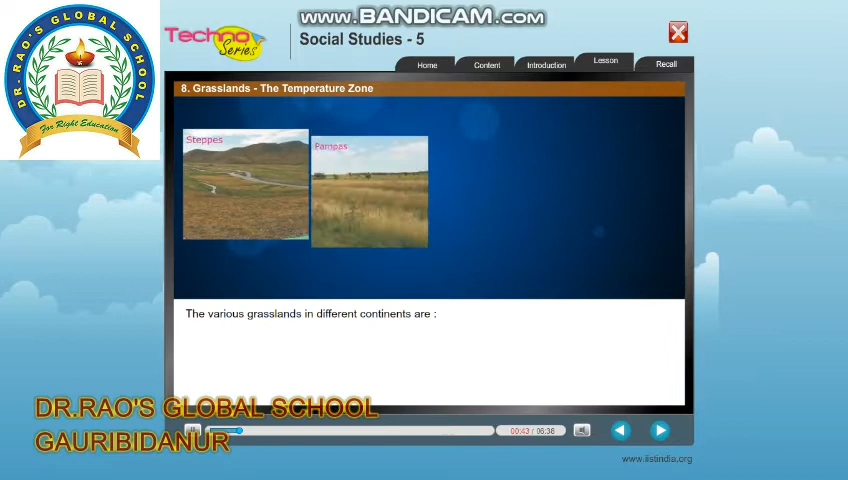 www.BANDICAM.com
DR.RAO'S GLOBAL SCHOOL
For Right Education
Techno
Series
Social Studies - 5
Home
Content
Introduction
Lesson
Recall
8. Grasslands - The Temperature Zone
Steppes
Pampas
The various grasslands in different continents are :
DR.RAO'S GLOBAL SCHOOL
GAURIBIDANUR
00:43 / 06:38
www.iistindia.org